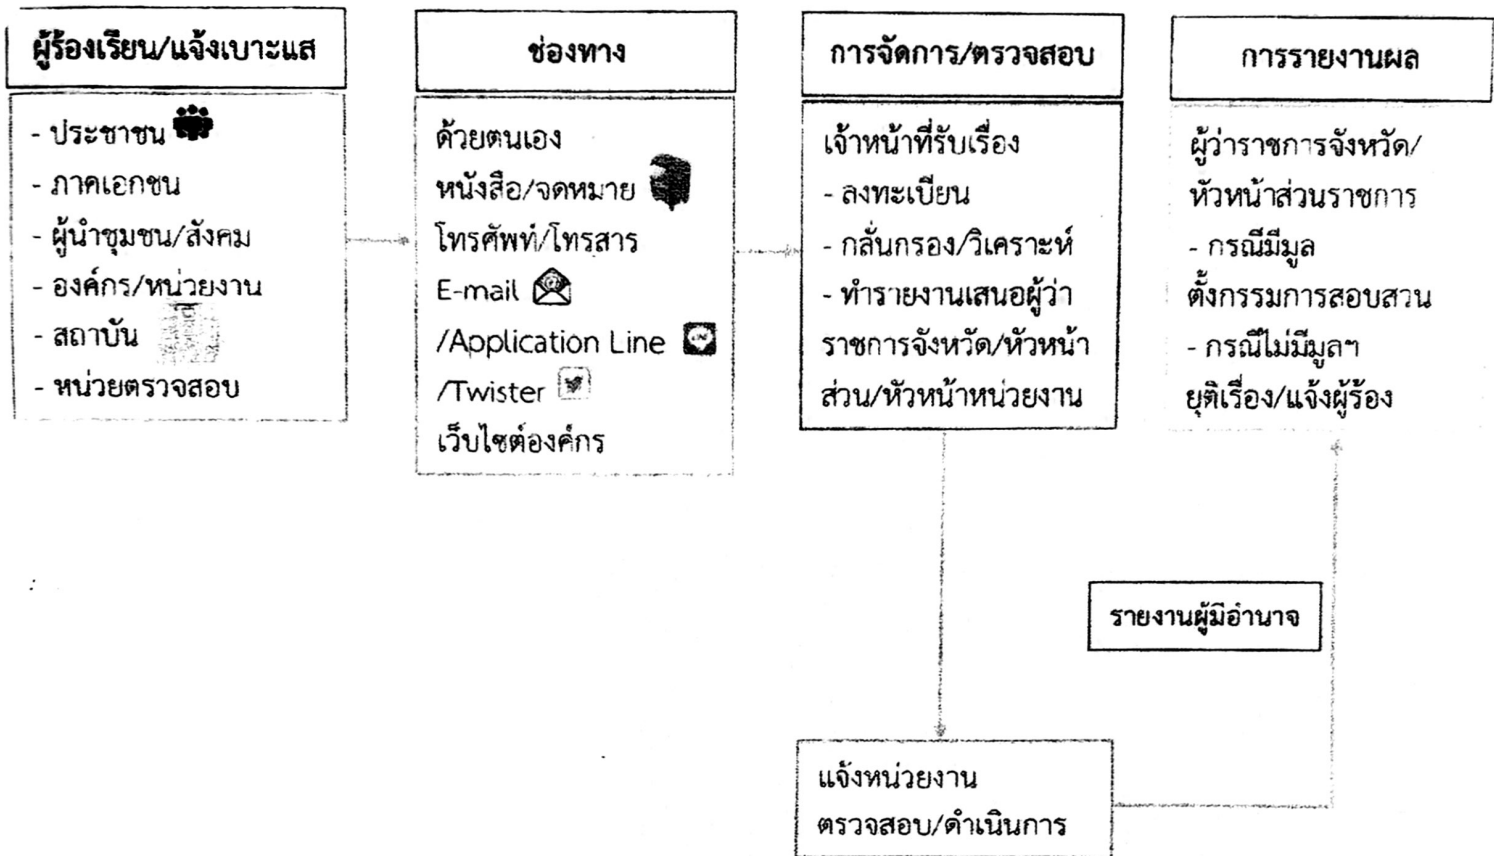 ผู้ร้องเรียน/แจ้งเบาะแส
- ประชาชน
- ภาคเอกชน
- ผู้นำชุมชน/สังคม
- องค์กร/หน่วยงาน
- สถาบัน
- หน่วยตรวจสอบ
ช่องทาง
ด้วยตนเอง
หนังสือ/จดหมาย
โทรศัพท์/โทรสาร
E-mail
/Application Line
/Twister
เว็บไซต์องค์กร
การจัดการ/ตรวจสอบ
เจ้าหน้าที่รับเรื่อง
- ลงทะเบียน
- กลั่นกรอง/วิเคราะห์
- ทำรายงานเสนอผู้ว่า
ราชการจังหวัด/หัวหน้า
ส่วน/หัวหน้าหน่วยงาน
การรายงานผล
ผู้ว่าราชการจังหวัด/
หัวหน้าส่วนราชการ
- กรณีมีมูล
ตั้งกรรมการสอบสวน
- กรณีไม่มีมูลฯ
ยุติเรื่อง/แจ้งผู้ร้อง
รายงานผู้มีอำนาจ
แจ้งหน่วยงาน
ตรวจสอบ/ดำเนินการ